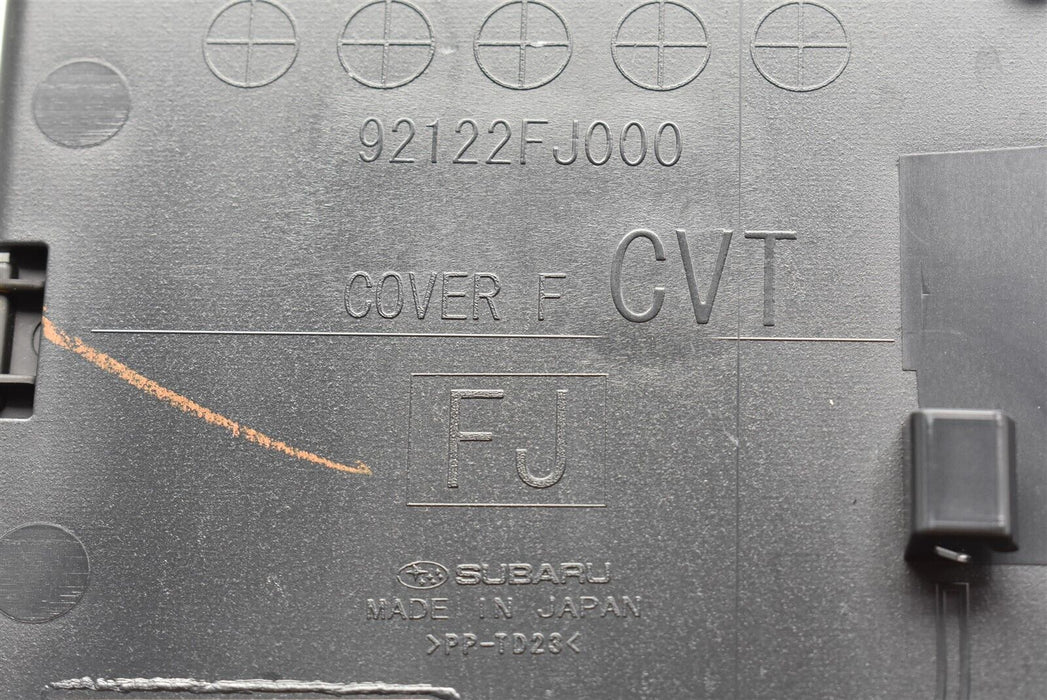 92122FJ000
COVER F CVT
FJ
SUBARU
MADE IN JAPAN
>PP-TD23<